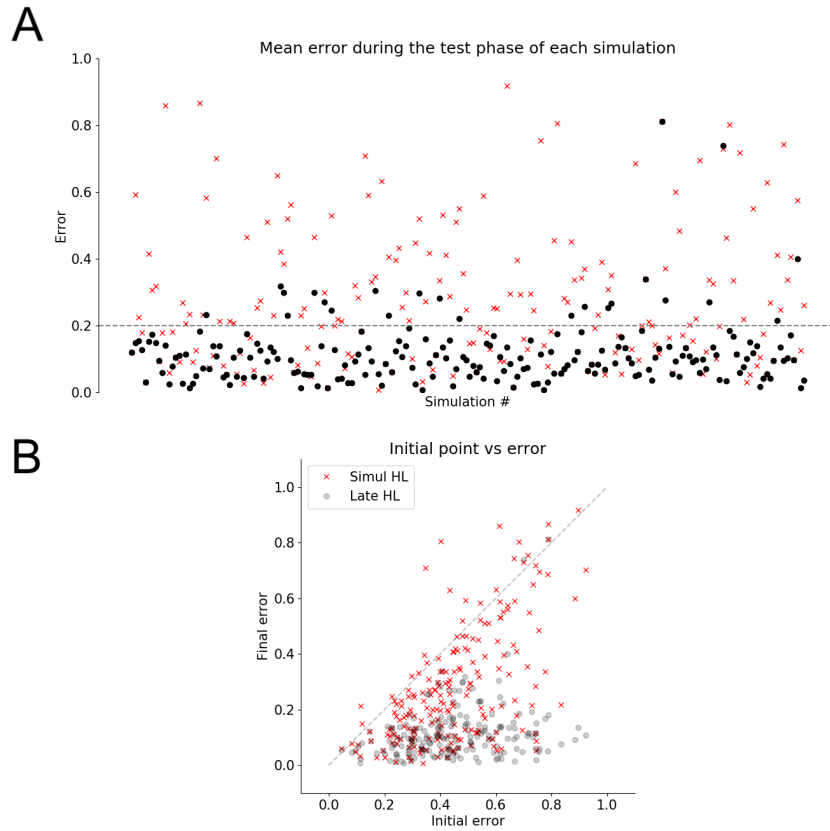 A
Mean error during the test phase of each simulation
1.0
0.8
0.6
0.4
0.2
0.0
Error
Simulation #
B
Initial point vs error
Simul HL
Late HL
1.0
0.8
0.6
0.4
0.2
0.0
Final error
0.0 0.2 0.4 0.6 0.8 1.0
Initial error